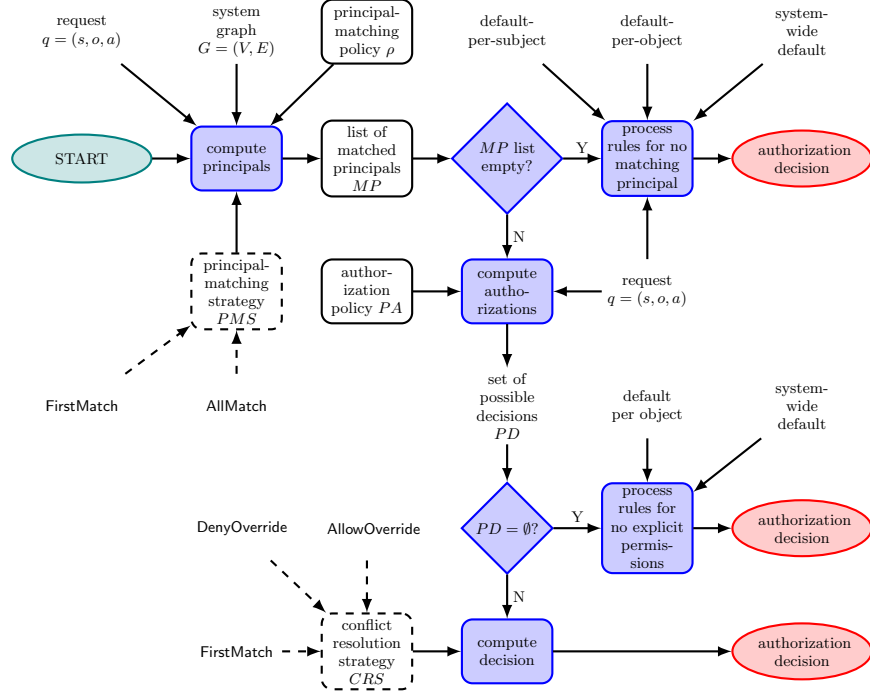 request
q = (s, o, a)
system
graph
G = (V, E)
principal-
matching
policy ρ
default-
per-subject
default-
per-object
system-
wide
default
START
compute
principals
list of
matched
principals
MP
MP list
empty?
Y
process
rules for no
matching
principal
authorization
decision
N
principal-
matching
strategy
PMS
author-
ization
policy PA
compute
autho-
rizations
request
q = (s, o, a)
FirstMatch
AllMatch
set of
possible
decisions
PD
default
per object
system-
wide
default
DenyOverride
AllowOverride
PD = ∅?
Y
process
rules for
no explicit
permis-
sions
authorization
decision
N
FirstMatch
conflict
resolution
strategy
CRS
compute
decision
authorization
decision